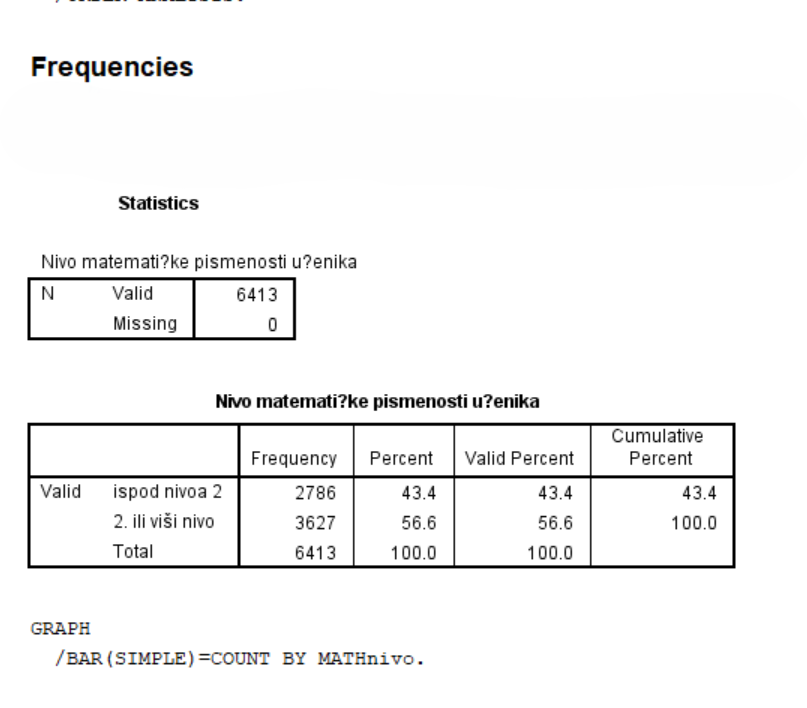 Frequencies
Statistics
Nivo matemati?ke pismenosti u?enika
N Valid 6413
Missing 0
Nivo matemati?ke pismenosti u?enika
Frequency Percent Valid Percent Cumulative Percent
Valid ispod nivoa 2 2786 43.4 43.4 43.4
2. ili viši nivo 3627 56.6 56.6 100.0
Total 6413 100.0 100.0
GRAPH
/BAR(SIMPLE)=COUNT BY MATHnivo.